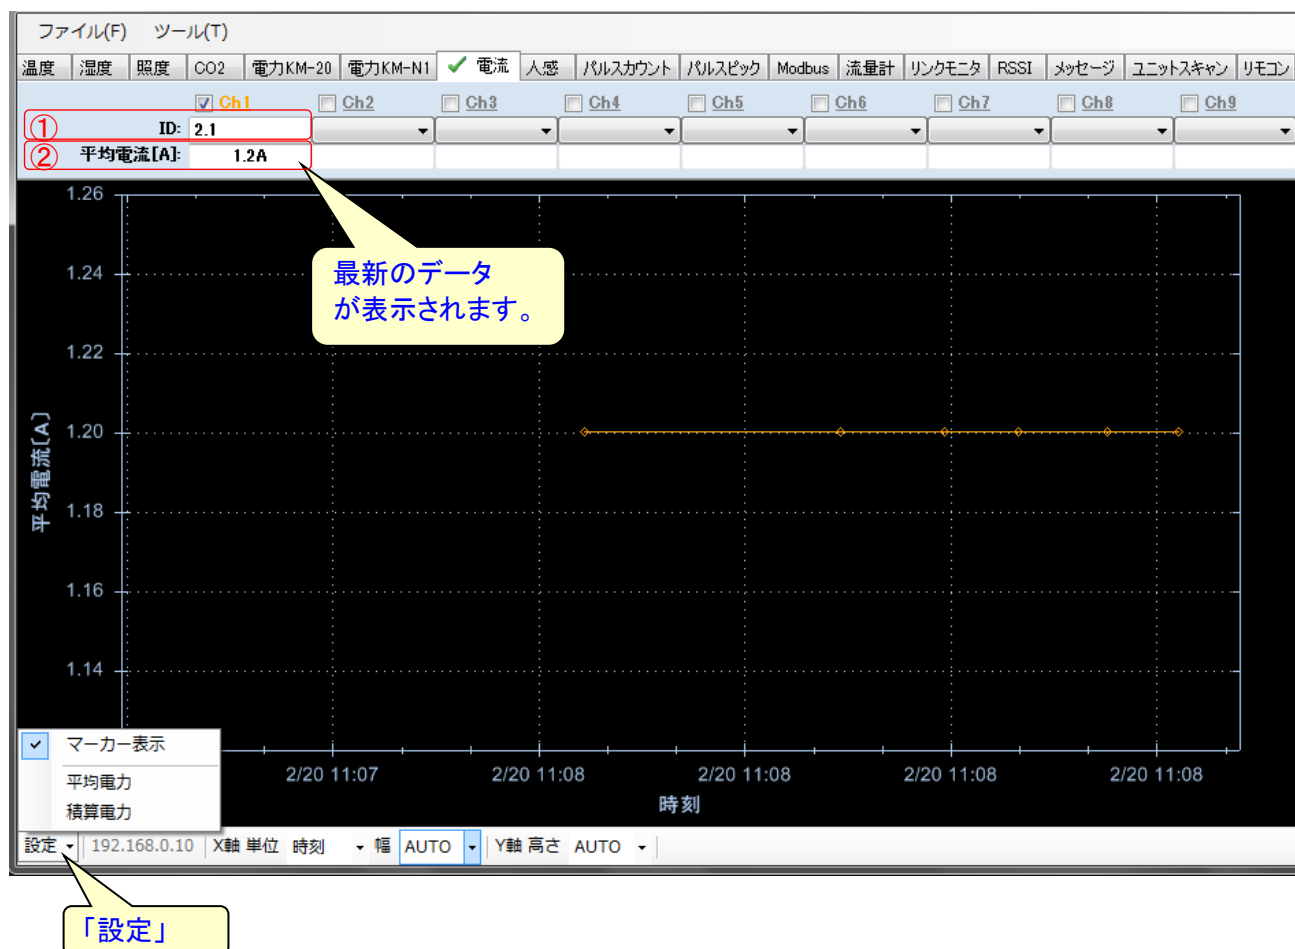 ファイル(F) ツール(T)
温度 湿度 照度 CO2 電力KM-20 電力KM-N1 電流 人感 パルスカウント パルスピック Modbus 流量計 リンクモニタ RSSI メッセージ ユニットスキャン リモコン
Ch1 Ch2 Ch3 Ch4 Ch5 Ch6 Ch7 Ch8 Ch9
① ID: 2.1
② 平均電流[A]: 1.2A
最新のデータ
が表示されます。
1.26
1.24
1.22
1.20
1.18
1.16
1.14
平均電流[A]
2/20 11:07 2/20 11:08 2/20 11:08 2/20 11:08 2/20 11:08
時刻
マーカー表示
平均電力
積算電力
設定 192.168.0.10 X軸 単位 時刻 幅 AUTO Y軸 高さ AUTO
「設定」